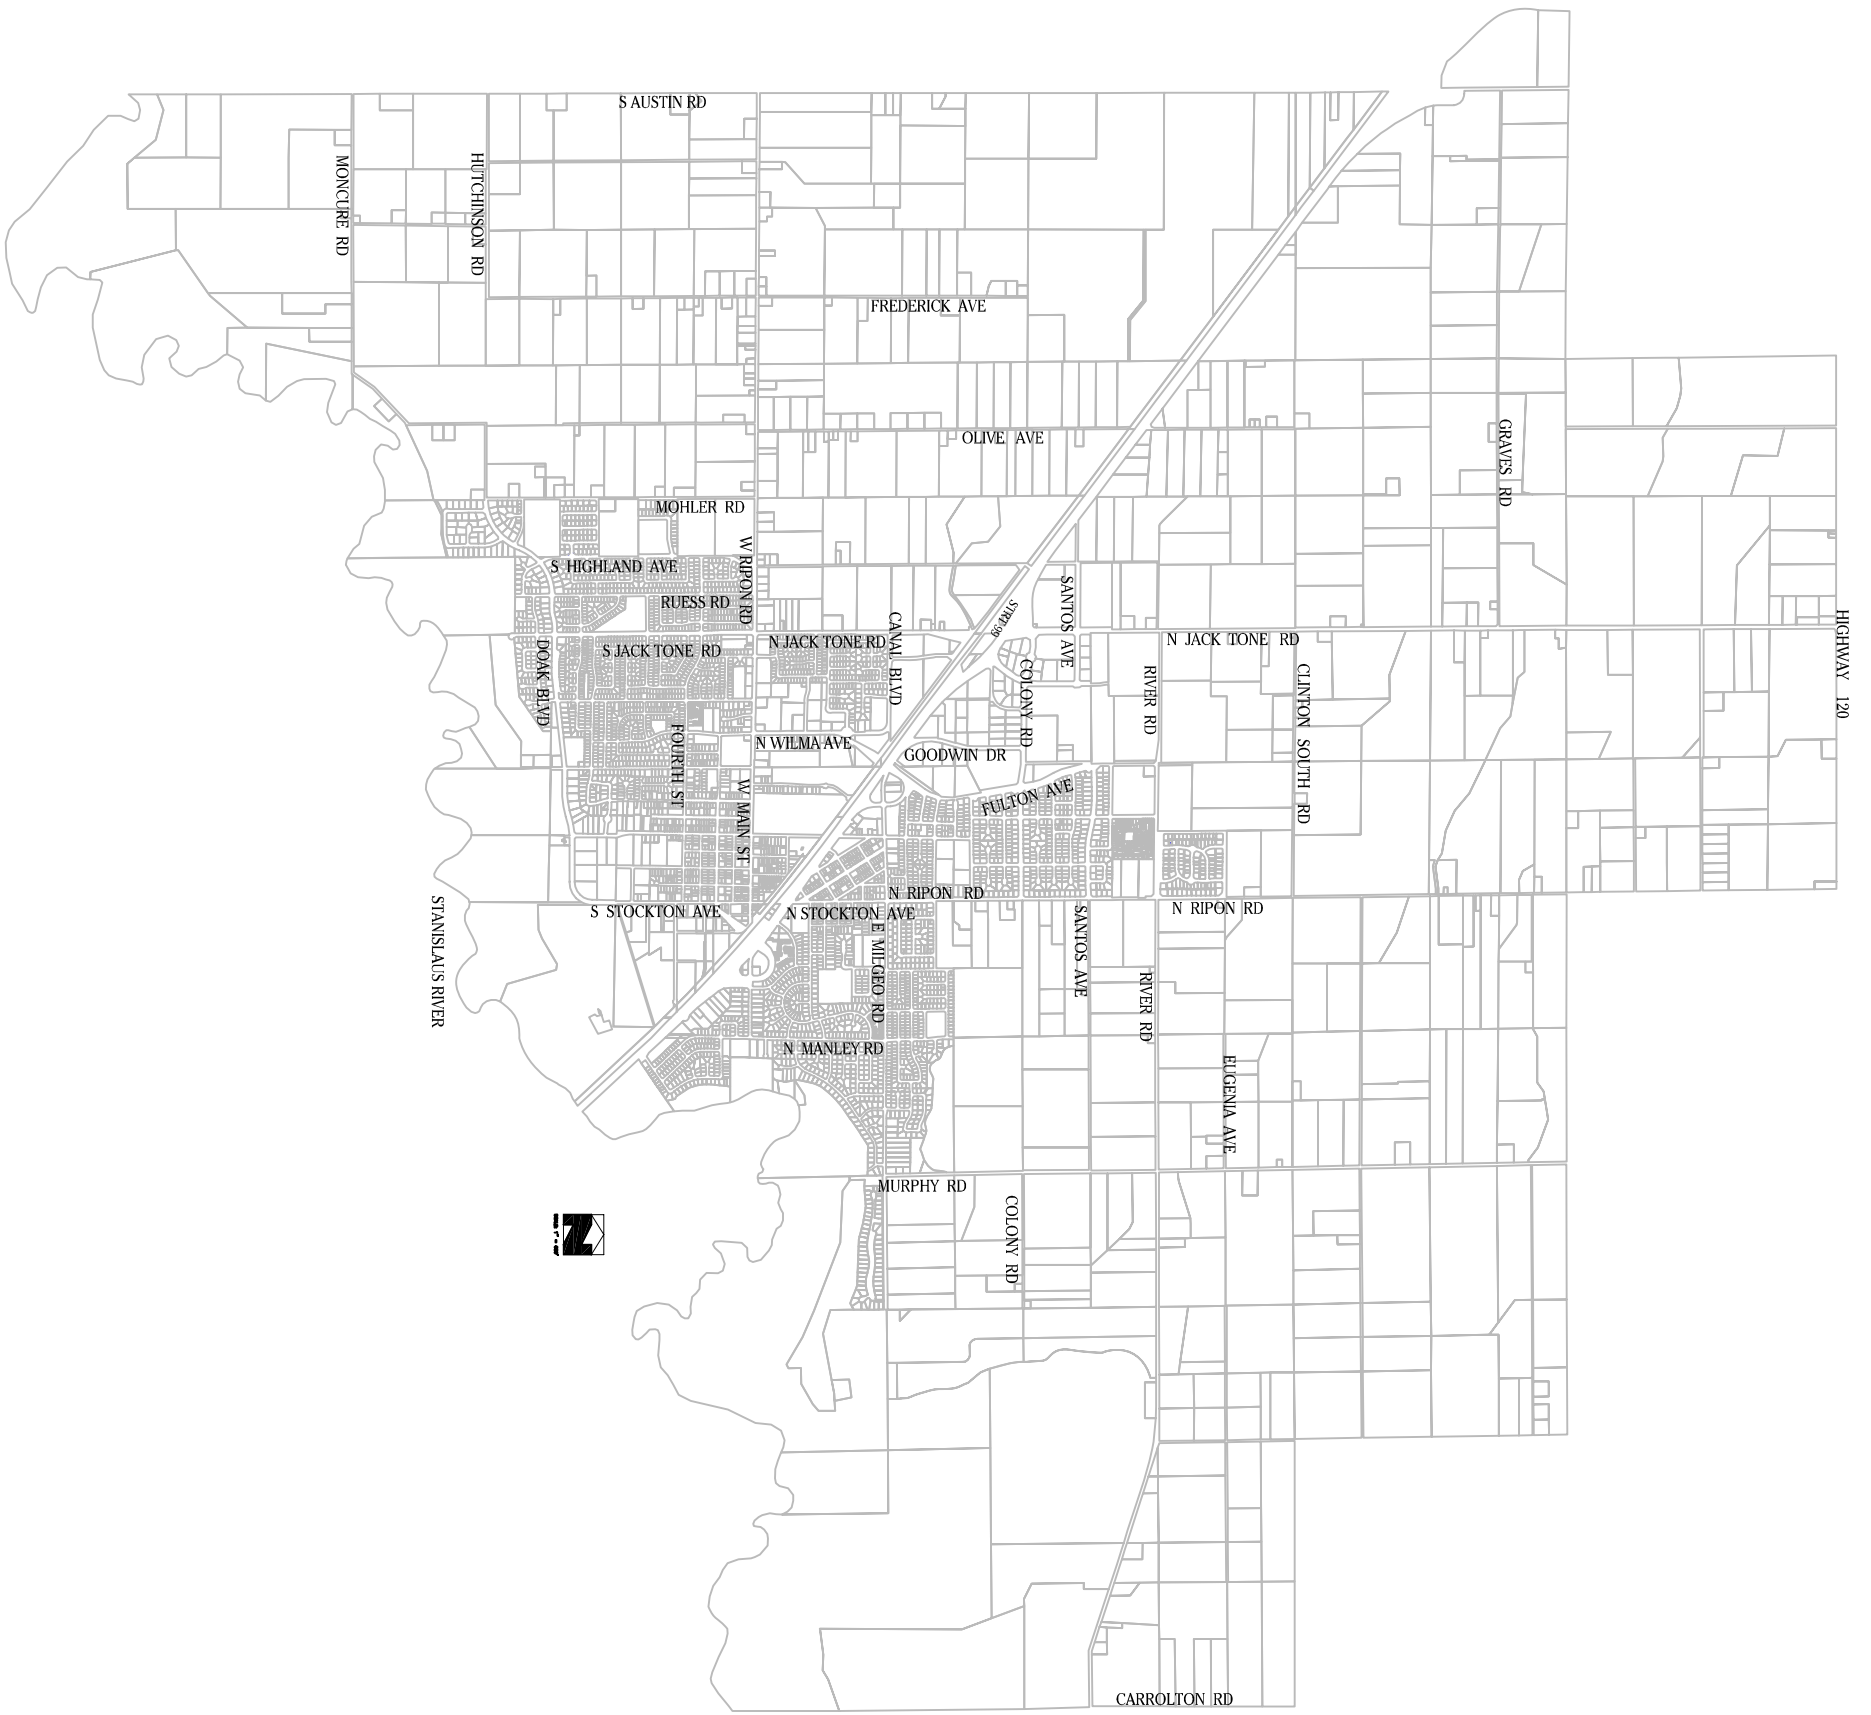 S AUSTIN RD
MONCURE RD
HUTCHINSON RD
FREDERICK AVE
OLIVE AVE
GRAVES RD
MOHLER RD
W RIPON RD
S HIGHLAND AVE
RUESS RD
SANTOS AVE
STRT 99
CANAL BLVD
HIGHWAY 120
N JACK TONE RD
N JACK TONE RD
S JACK TONE RD
DOAK BLVD
COLONY RD
RIVER RD
CLINTON SOUTH RD
FOURTH ST
N WILMA AVE
GOODWIN DR
W MAIN ST
FULTON AVE
N RIPON RD
STANISLAUS RIVER
S STOCKTON AVE
N STOCKTON AVE
N RIPON RD
SANTOS AVE
E MILGEO RD
RIVER RD
N MANLEY RD
EUGENIA AVE
MURPHY RD
COLONY RD
CARROLTON RD